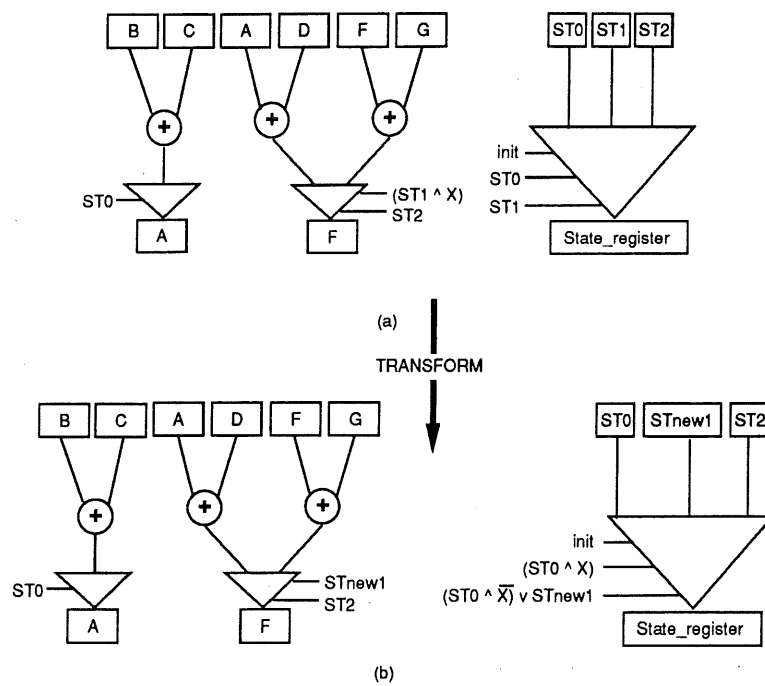 B C A D F G ST0 ST1 ST2
+ + +
init
ST0 (ST1 ^ X) ST0
ST2 ST1
A F State_register
(a)
TRANSFORM
B C A D F G ST0 STnew1 ST2
+ + +
init
ST0 STnew1 (ST0 ^ X)
ST2 (ST0 ^ X̅) v STnew1
A F State_register
(b)